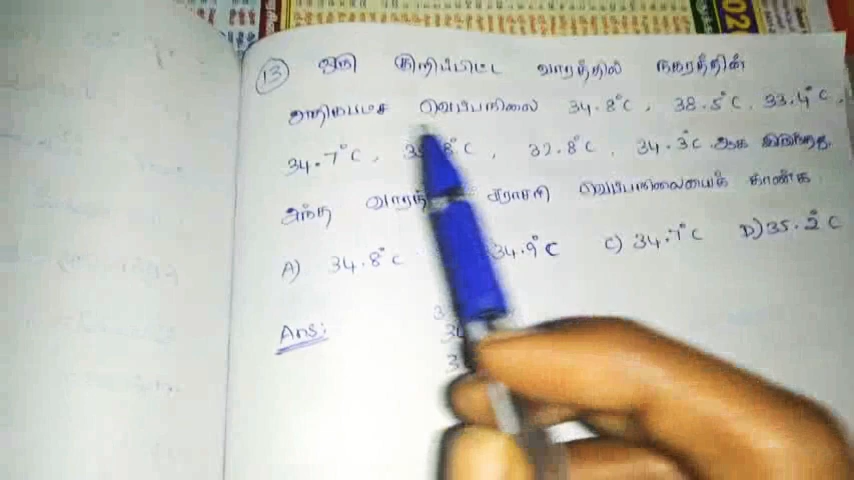 13 ஒரு குறிப்பிட்ட வாரத்தில் நகரத்தின்
அதிகபட்ச வெப்பநிலை 34.8°C, 38.5°C, 33.4°C,
34.7°C, 8°C, 32.8°C, 34.3°C ஆக இருந்தது.
அந்த சராசரி வெப்பநிலையைக் காண்க
A) 34.8°C 34.9°C C) 34.7°C D) 35.2°C
Ans: